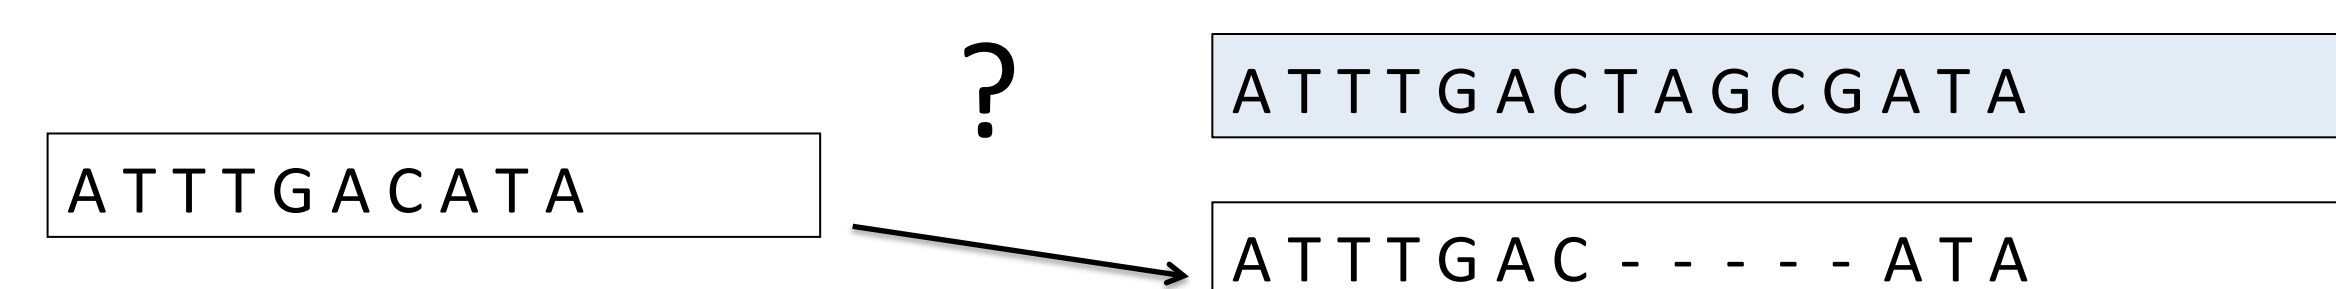 ?
A T T T G A C T A G C G A T A
A T T T G A C A T A
A T T T G A C - - - - - A T A